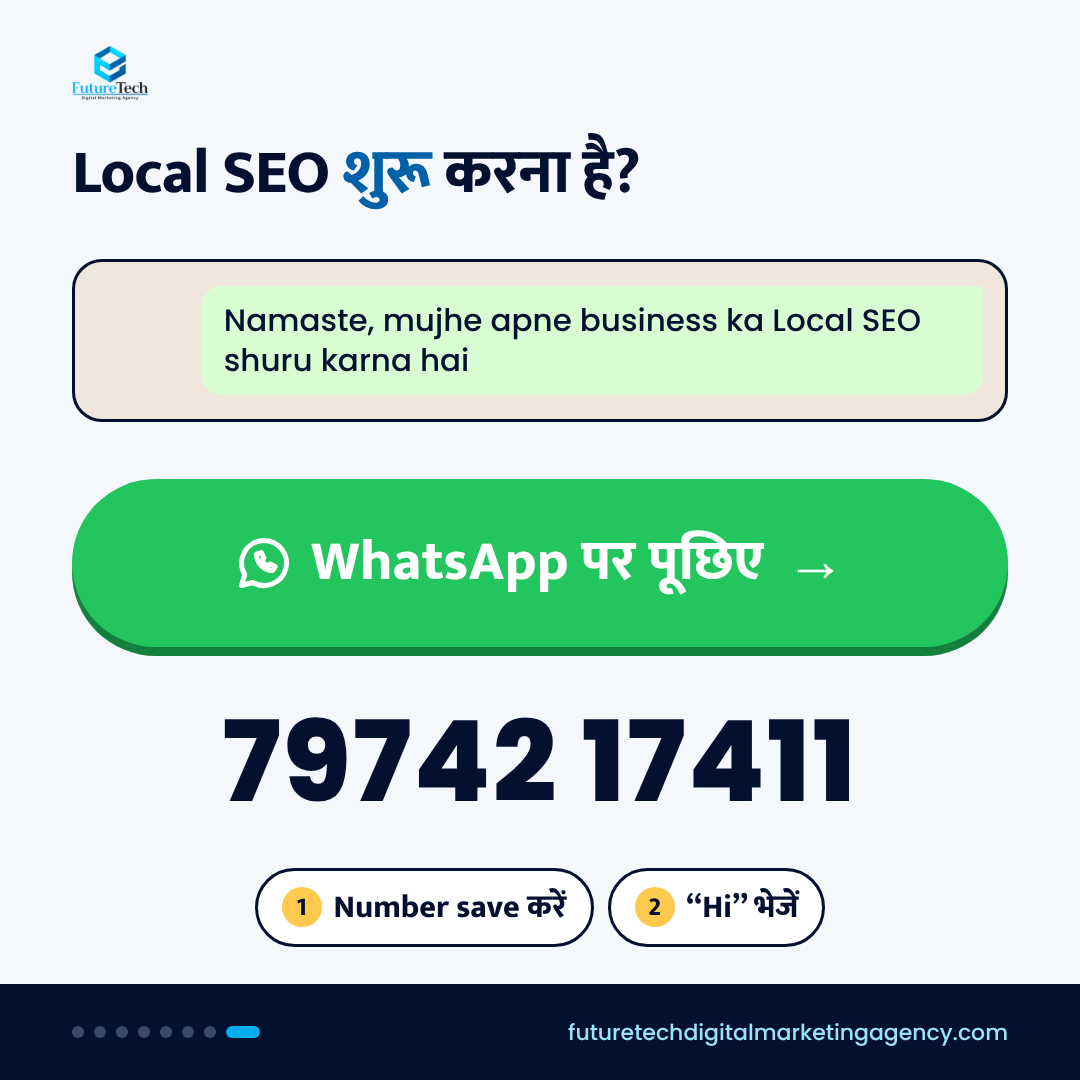 FutureTech
Digital Marketing Agency
Local SEO शुरू करना है?
Namaste, mujhe apne business ka Local SEO
shuru karna hai
WhatsApp पर पूछिए →
79742 17411
1 Number save करें
2 “Hi” भेजें
futuretechdigitalmarketingagency.com